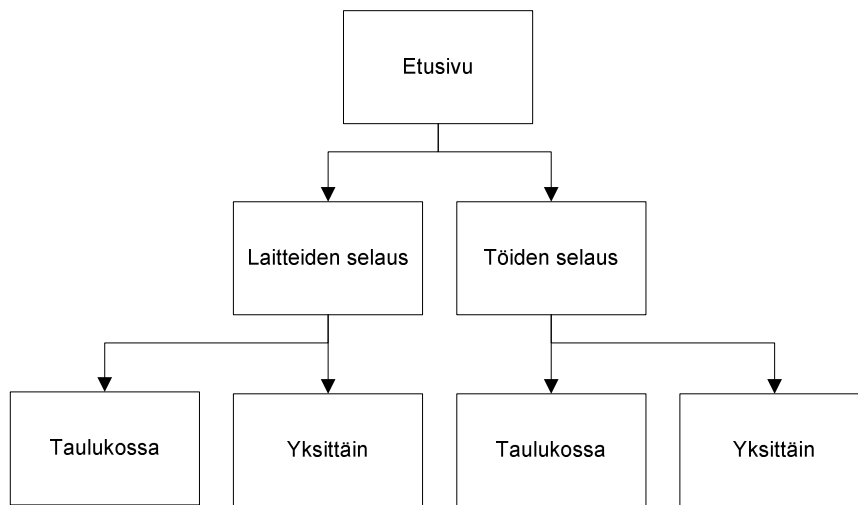 Etusivu
Laitteiden selaus
Töiden selaus
Taulukossa
Yksittäin
Taulukossa
Yksittäin